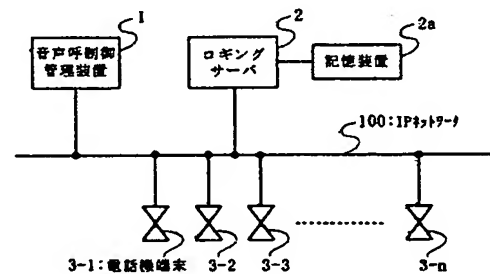 1
2
2a
音声呼制御
管理装置
ロギング
サーバ
記憶装置
100:IPネットワーク
3-1:電話機端末
3-2
3-3
3-n